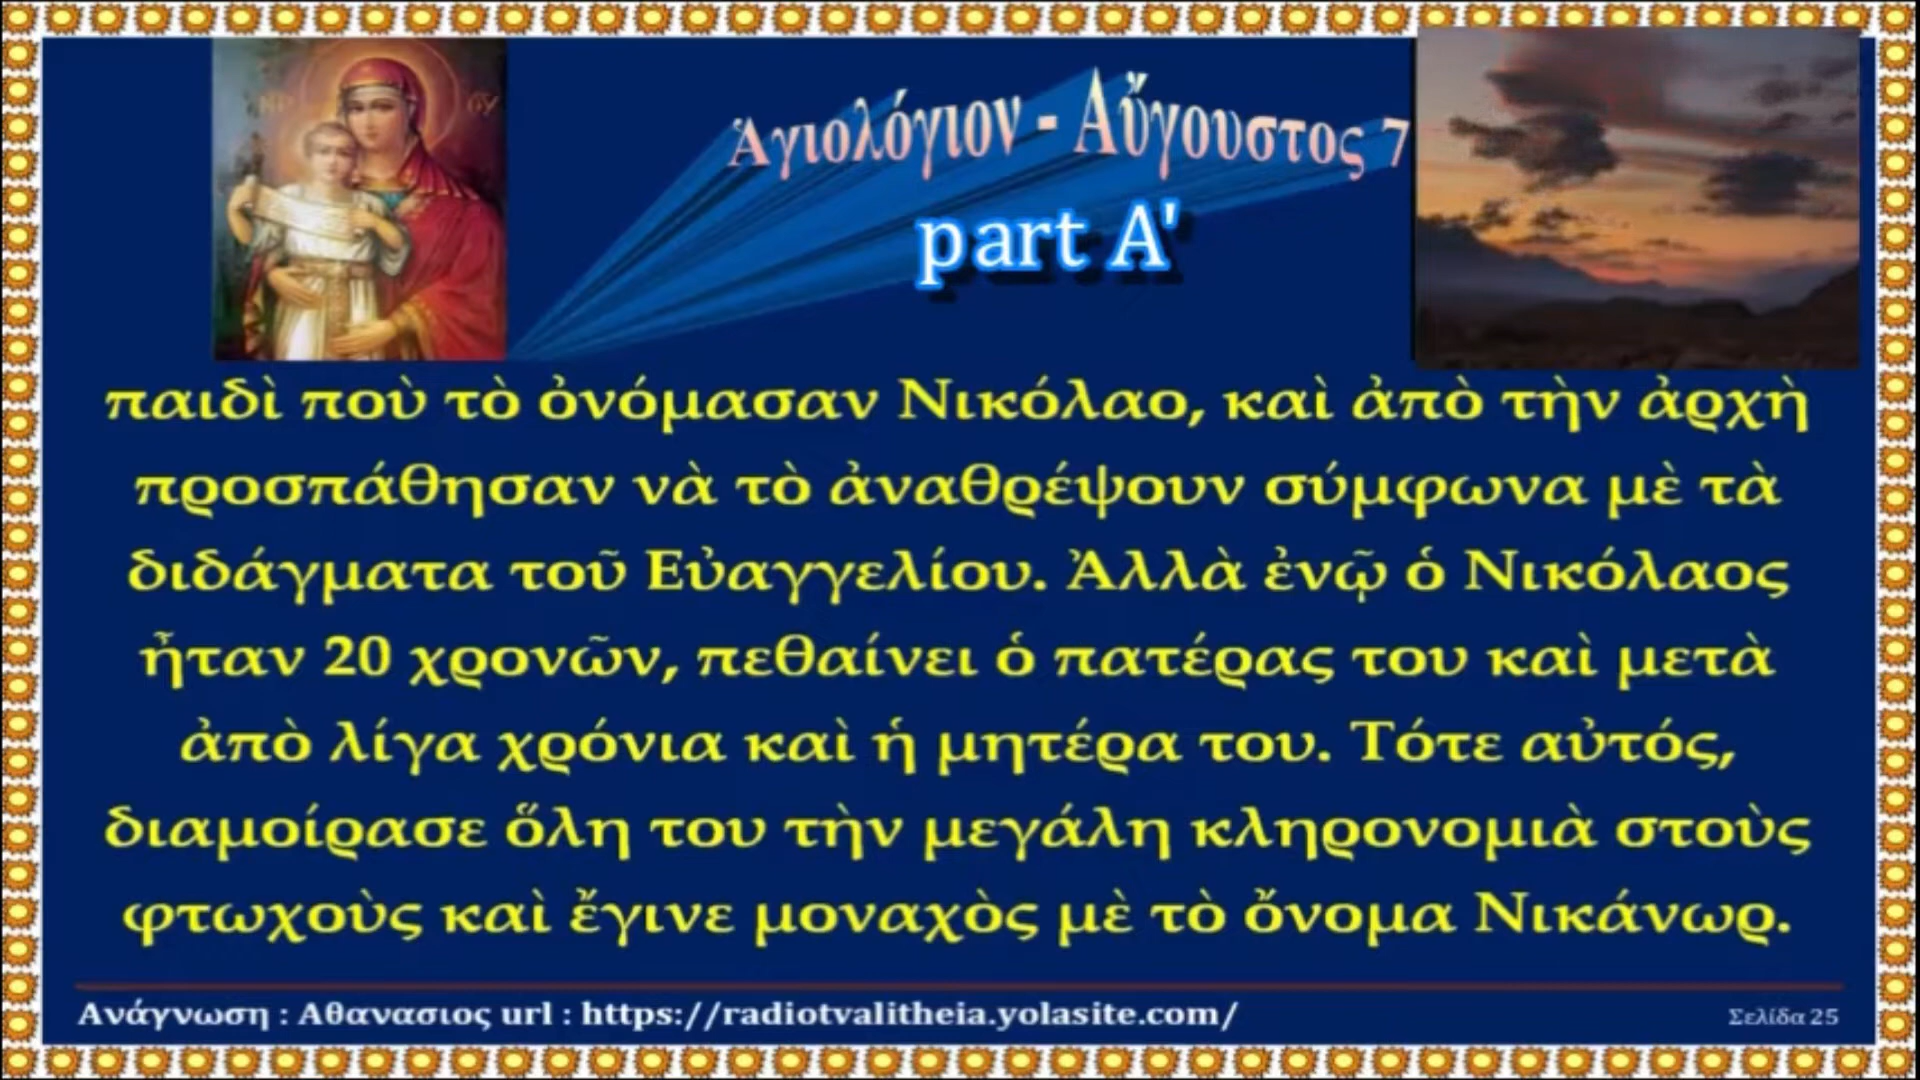 Ἁγιολόγιον - Αὔγουστος 7
part A'
παιδὶ ποὺ τὸ ὀνόμασαν Νικόλαο, καὶ ἀπὸ τὴν ἀρχὴ
προσπάθησαν νὰ τὸ ἀναθρέψουν σύμφωνα μὲ τὰ
διδάγματα τοῦ Εὐαγγελίου. Ἀλλὰ ἐνῷ ὁ Νικόλαος
ἦταν 20 χρονῶν, πεθαίνει ὁ πατέρας του καὶ μετὰ
ἀπὸ λίγα χρόνια καὶ ἡ μητέρα του. Τότε αὐτός,
διαμοίρασε ὅλη του τὴν μεγάλη κληρονομιὰ στοὺς
φτωχοὺς καὶ ἔγινε μοναχὸς μὲ τὸ ὄνομα Νικάνωρ.
Ανάγνωση : Αθανασιος url : https://radiotvalitheia.yolasite.com/
Σελίδα 25